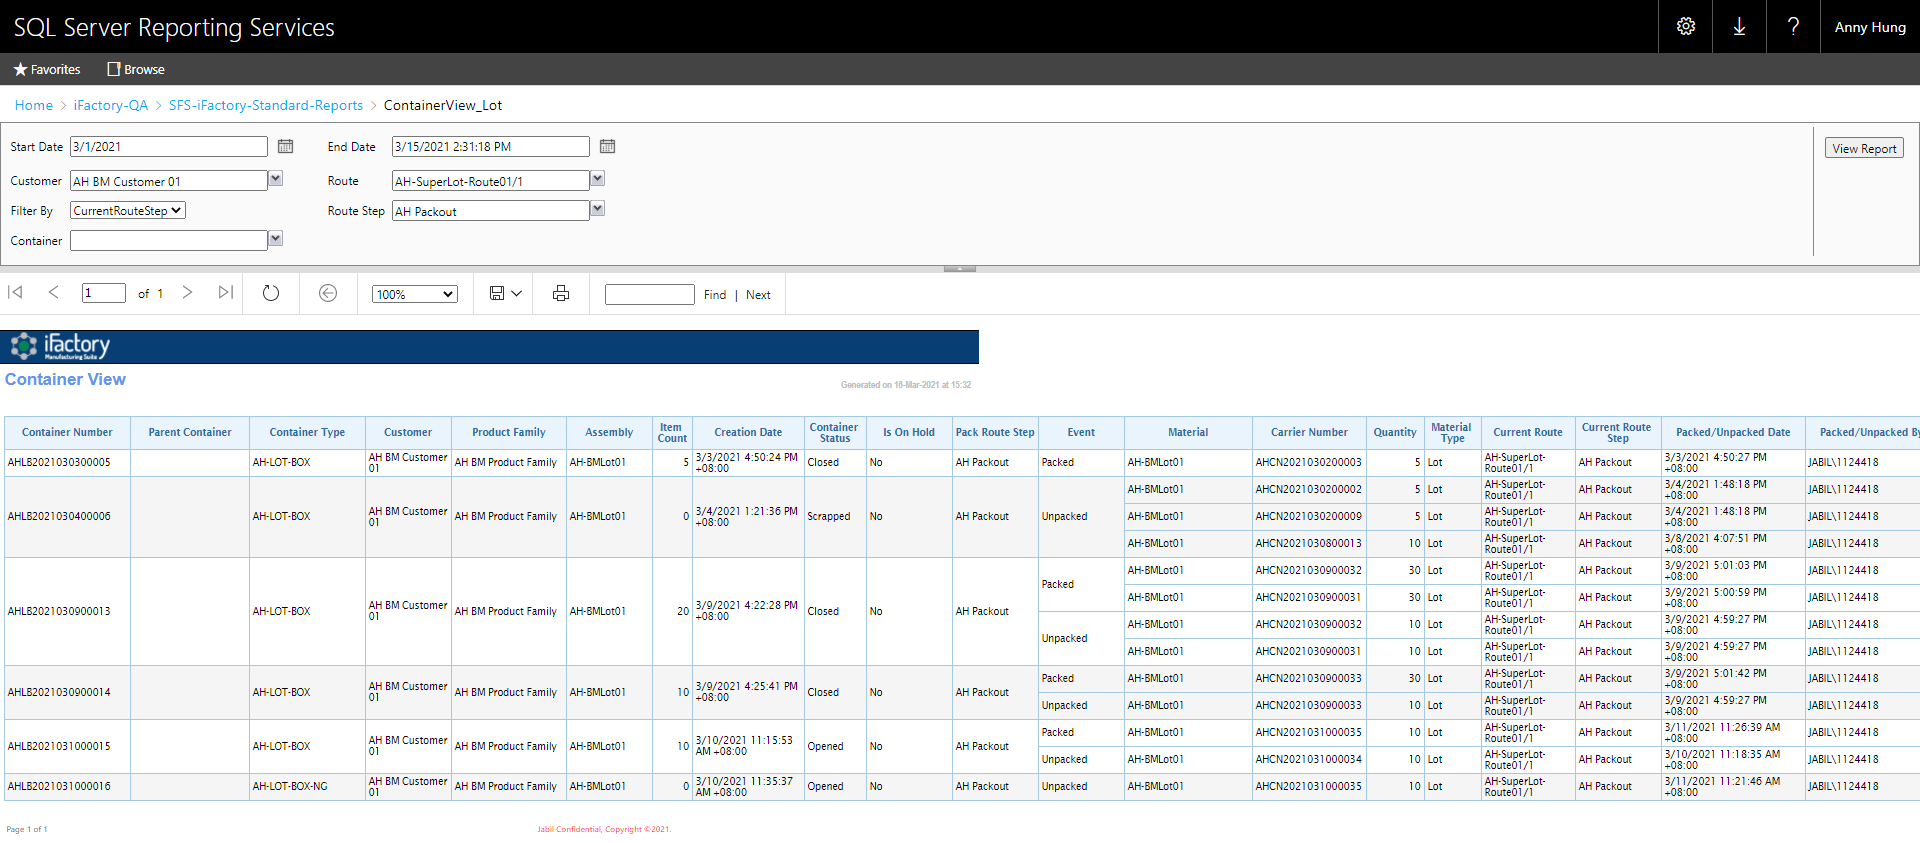 SQL Server Reporting Services
? Anny Hung
Favorites Browse
Home > iFactory-QA > SFS-iFactory-Standard-Reports > ContainerView_Lot
Start Date 3/1/2021 End Date 3/15/2021 2:31:18 PM View Report
Customer AH BM Customer 01 Route AH-SuperLot-Route01/1
Filter By CurrentRouteStep Route Step AH Packout
Container
1 of 1 100% Find | Next
iFactory
Manufacturing Suite
Container View
Generated on 16-Mar-2021 at 15:32
Container Number Parent Container Container Type Customer Product Family Assembly Item Count Creation Date Container Status Is On Hold Pack Route Step Event Material Carrier Number Quantity Material Type Current Route Current Route Step Packed/Unpacked Date Packed/Unpacked By
AHLB2021030300005 AH-LOT-BOX AH BM Customer 01 AH BM Product Family AH-BMLot01 5 3/3/2021 4:50:24 PM +08:00 Closed No AH Packout Packed AH-BMLot01 AHCN2021030200003 5 Lot AH-SuperLot-Route01/1 AH Packout 3/3/2021 4:50:27 PM +08:00 JABIL\1124418
AHLB2021030400006 AH-LOT-BOX AH BM Customer 01 AH BM Product Family AH-BMLot01 0 3/4/2021 1:21:36 PM +08:00 Scrapped No AH Packout Unpacked AH-BMLot01 AHCN2021030200002 5 Lot AH-SuperLot-Route01/1 AH Packout 3/4/2021 1:48:18 PM +08:00 JABIL\1124418
AH-BMLot01 AHCN2021030200009 5 Lot AH-SuperLot-Route01/1 AH Packout 3/4/2021 1:48:18 PM +08:00 JABIL\1124418
AH-BMLot01 AHCN2021030800013 10 Lot AH-SuperLot-Route01/1 AH Packout 3/8/2021 4:07:51 PM +08:00 JABIL\1124418
AHLB2021030900013 AH-LOT-BOX AH BM Customer 01 AH BM Product Family AH-BMLot01 20 3/9/2021 4:22:28 PM +08:00 Closed No AH Packout Packed AH-BMLot01 AHCN2021030900032 30 Lot AH-SuperLot-Route01/1 AH Packout 3/9/2021 5:01:03 PM +08:00 JABIL\1124418
AH-BMLot01 AHCN2021030900031 30 Lot AH-SuperLot-Route01/1 AH Packout 3/9/2021 5:00:59 PM +08:00 JABIL\1124418
Unpacked AH-BMLot01 AHCN2021030900032 10 Lot AH-SuperLot-Route01/1 AH Packout 3/9/2021 4:59:27 PM +08:00 JABIL\1124418
AH-BMLot01 AHCN2021030900031 10 Lot AH-SuperLot-Route01/1 AH Packout 3/9/2021 4:59:27 PM +08:00 JABIL\1124418
AHLB2021030900014 AH-LOT-BOX AH BM Customer 01 AH BM Product Family AH-BMLot01 10 3/9/2021 4:25:41 PM +08:00 Closed No AH Packout Packed AH-BMLot01 AHCN2021030900033 30 Lot AH-SuperLot-Route01/1 AH Packout 3/9/2021 5:01:42 PM +08:00 JABIL\1124418
Unpacked AH-BMLot01 AHCN2021030900033 10 Lot AH-SuperLot-Route01/1 AH Packout 3/9/2021 4:59:27 PM +08:00 JABIL\1124418
AHLB2021031000015 AH-LOT-BOX AH BM Customer 01 AH BM Product Family AH-BMLot01 10 3/10/2021 11:15:53 AM +08:00 Opened No AH Packout Packed AH-BMLot01 AHCN2021031000035 10 Lot AH-SuperLot-Route01/1 AH Packout 3/11/2021 11:26:39 AM +08:00 JABIL\1124418
Unpacked AH-BMLot01 AHCN2021031000034 10 Lot AH-SuperLot-Route01/1 AH Packout 3/10/2021 11:18:35 AM +08:00 JABIL\1124418
AHLB2021031000016 AH-LOT-BOX-NG AH BM Customer 01 AH BM Product Family AH-BMLot01 0 3/10/2021 11:35:37 AM +08:00 Opened No AH Packout Unpacked AH-BMLot01 AHCN2021031000035 10 Lot AH-SuperLot-Route01/1 AH Packout 3/11/2021 11:21:46 AM +08:00 JABIL\1124418
Page 1 of 1 Jabil Confidential, Copyright ©2021.